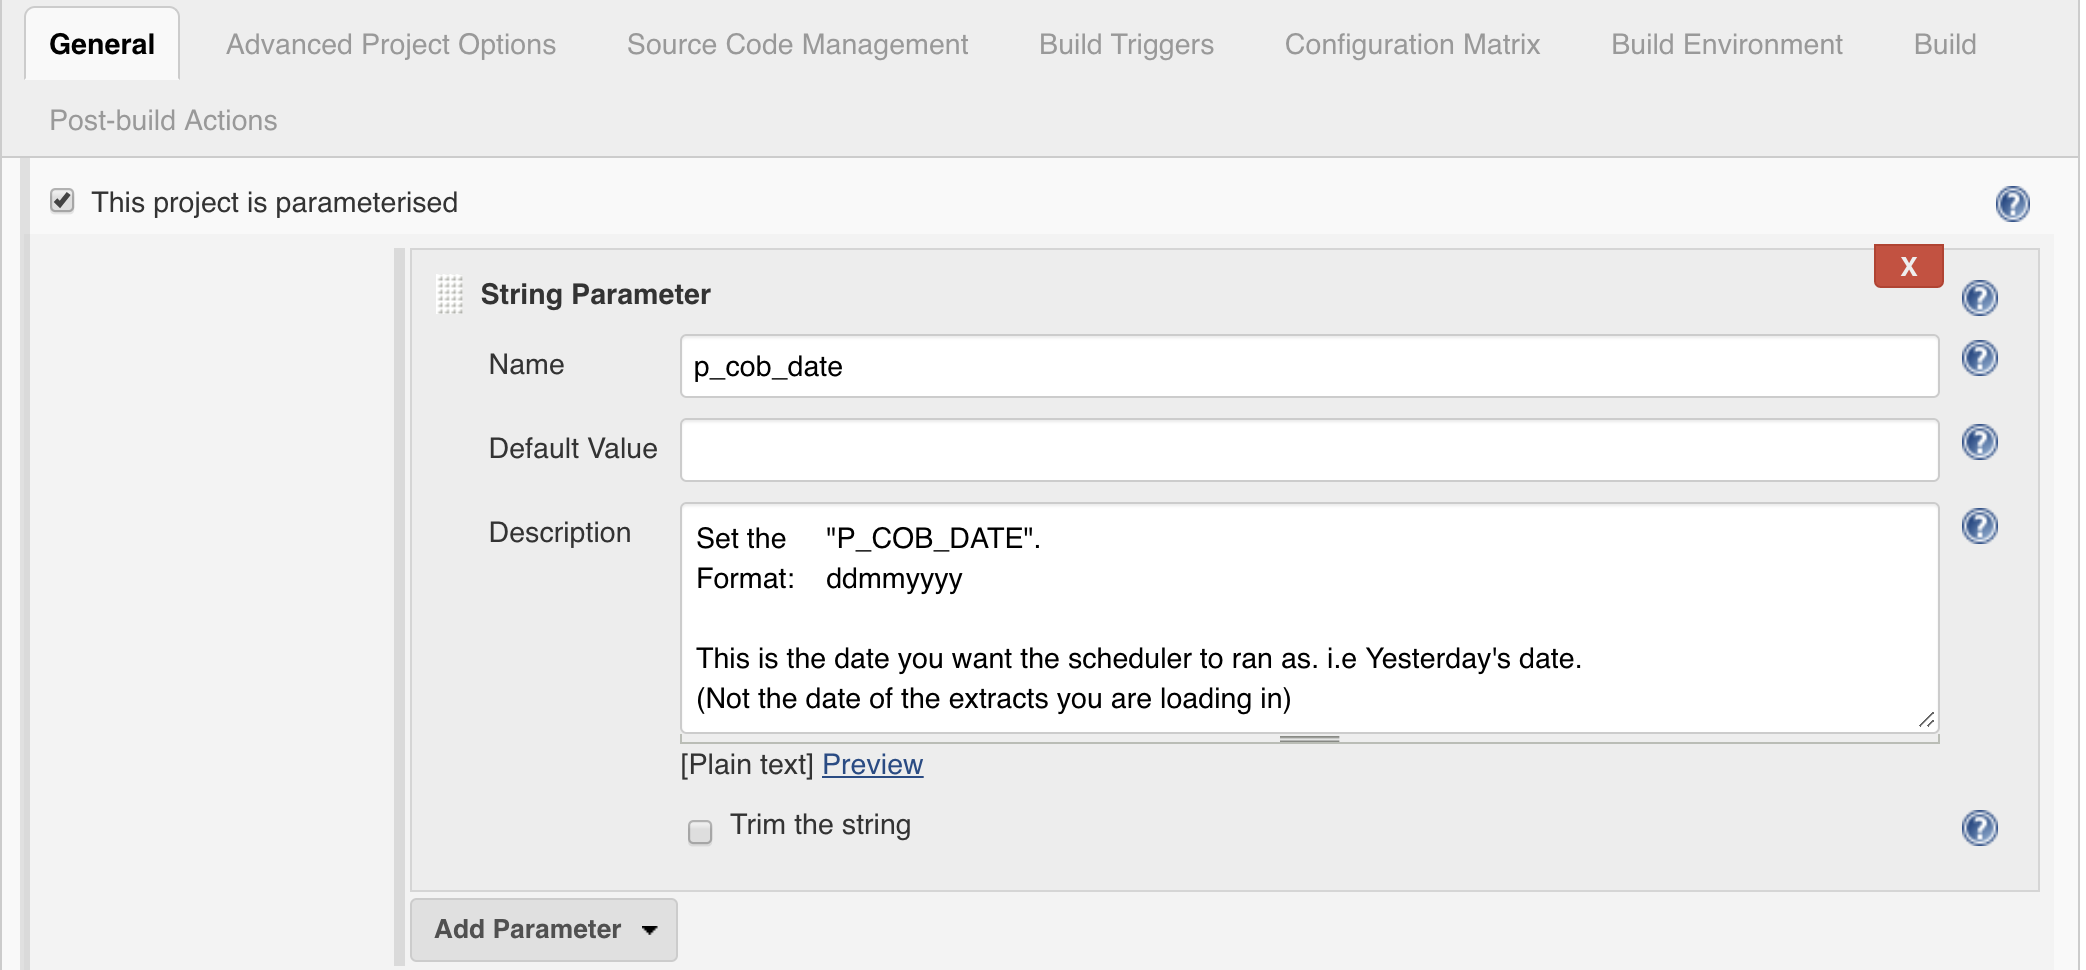 General Advanced Project Options Source Code Management Build Triggers Configuration Matrix Build Environment Build
Post-build Actions
This project is parameterised
X
String Parameter
Name p_cob_date
Default Value
Description
Set the "P_COB_DATE".
Format: ddmmyyyy
This is the date you want the scheduler to ran as. i.e Yesterday's date.
(Not the date of the extracts you are loading in)
[Plain text] Preview
Trim the string
Add Parameter